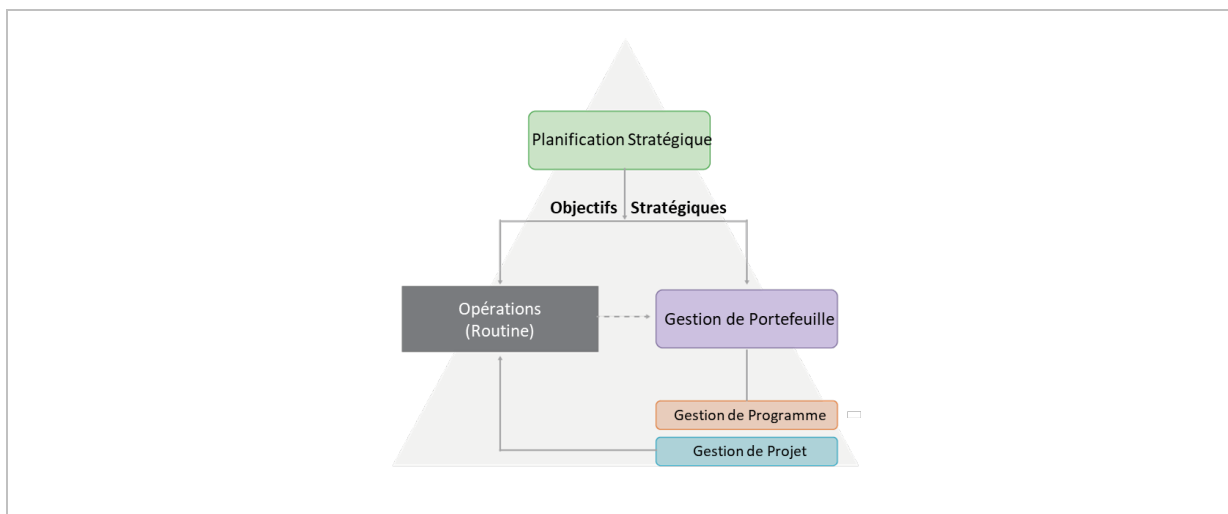 Planification Stratégique
Objectifs Stratégiques
Opérations
(Routine)
Gestion de Portefeuille
Gestion de Programme
Gestion de Projet